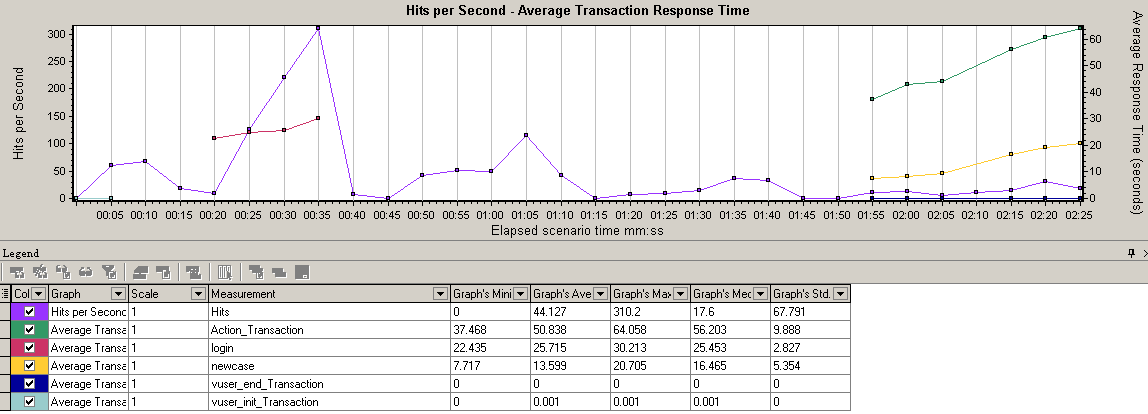 Hits per Second - Average Transaction Response Time
Hits per Second
300
250
200
150
100
50
0
60
50
40
30
20
10
0
Average Response Time (seconds)
00:05 00:10 00:15 00:20 00:25 00:30 00:35 00:40 00:45 00:50 00:55 01:00 01:05 01:10 01:15 01:20 01:25 01:30 01:35 01:40 01:45 01:50 01:55 02:00 02:05 02:10 02:15 02:20 02:25
Elapsed scenario time mm:ss
Legend
Col Graph Scale Measurement Graph's Mini Graph's Ave Graph's Max Graph's Med Graph's Std.
Hits per Second 1 Hits 0 44.127 310.2 17.6 67.791
Average Transa 1 Action_Transaction 37.468 50.838 64.058 56.203 9.888
Average Transa 1 login 22.435 25.715 30.213 25.453 2.827
Average Transa 1 newcase 7.717 13.599 20.705 16.465 5.354
Average Transa 1 vuser_end_Transaction 0 0 0 0 0
Average Transa 1 vuser_init_Transaction 0 0.001 0.001 0.001 0